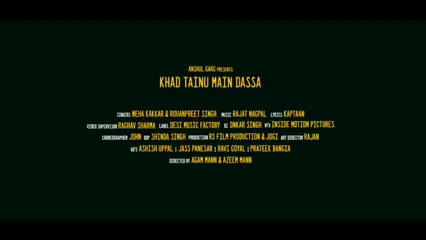 ANSHUL GARG PRESENTS
KHAD TAINU MAIN DASSA
SINGERS NEHA KAKKAR & ROHANPREET SINGH MUSIC RAJAT NAGPAL LYRICS KAPTAAN
VIDEO SUPERVISOR RAGHAV SHARMA LABEL DESI MUSIC FACTORY DI ONKAR SINGH VFX INSIDE MOTION PICTURES
CHOREOGRAPHER JOHN DOP SHINDA SINGH PRODUCTION RS FILM PRODUCTION & JOGI ART DIRECTOR RAJAN
AD'S ASHISH UPPAL : JASS PANESAR : RAVI GOYAL : PRATEEK BANGIA
DIRECTED BY AGAM MANN & AZEEM MANN